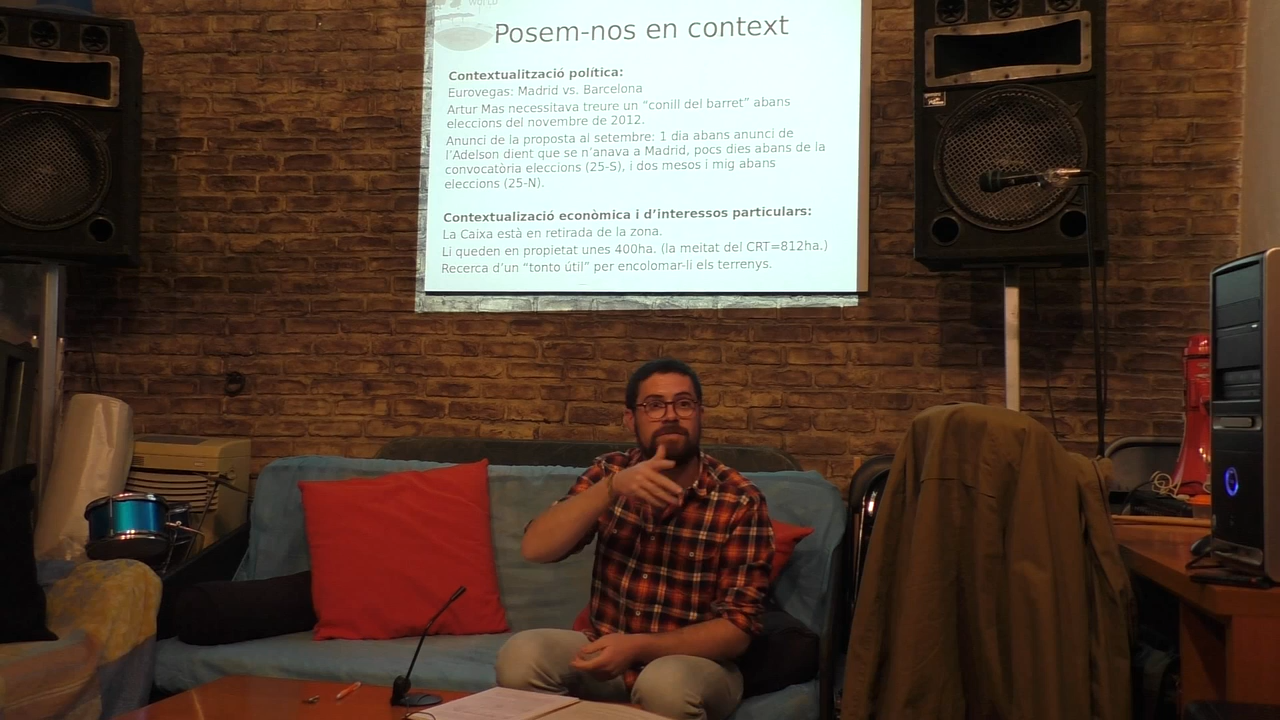 WORLD
Posem-nos en context
Contextualització política:
Eurovegas: Madrid vs. Barcelona
Artur Mas necessitava treure un “conill del barret” abans
eleccions del novembre de 2012.
Anunci de la proposta al setembre: 1 dia abans anunci de
l’Adelson dient que se n’anava a Madrid, pocs dies abans de la
convocatòria eleccions (25-S), i dos mesos i mig abans
eleccions (25-N).
Contextualizació econòmica i d’interessos particulars:
La Caixa està en retirada de la zona.
Li queden en propietat unes 400ha. (la meitat del CRT=812ha.)
Recerca d’un “tonto útil” per encolomar-li els terrenys.